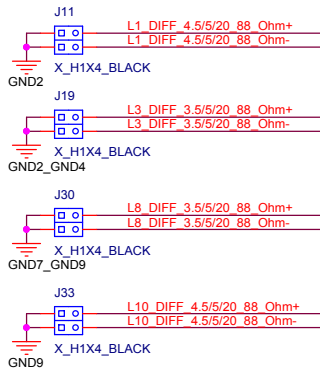 J11
L1_DIFF_4.5/5/20_88_Ohm+
L1_DIFF_4.5/5/20_88_Ohm-
GND2
X_H1X4_BLACK
J19
L3_DIFF_3.5/5/20_88_Ohm+
L3_DIFF_3.5/5/20_88_Ohm-
X_H1X4_BLACK
GND2_GND4
J30
L8_DIFF_3.5/5/20_88_Ohm+
L8_DIFF_3.5/5/20_88_Ohm-
X_H1X4_BLACK
GND7_GND9
J33
L10_DIFF_4.5/5/20_88_Ohm+
L10_DIFF_4.5/5/20_88_Ohm-
X_H1X4_BLACK
GND9